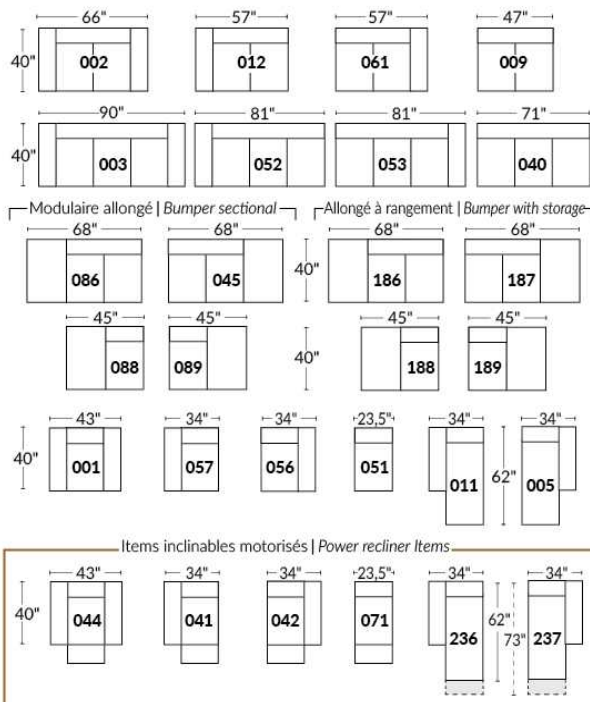 66" 57" 57" 47"
40" 002 012 061 009
90" 81" 81" 71"
40" 003 052 053 040
Modulaire allongé | Bumper sectional Allongé à rangement | Bumper with storage
68" 68" 68" 68"
086 045 40" 186 187
45" 45" 45" 45"
088 089 40" 188 189
43" 34" 34" 23,5" 34" 34"
40" 001 057 056 051 011 62" 005
Items inclinables motorisés | Power recliner Items
43" 34" 34" 23,5" 34" 34"
40" 044 041 042 071 236 62" 73" 237